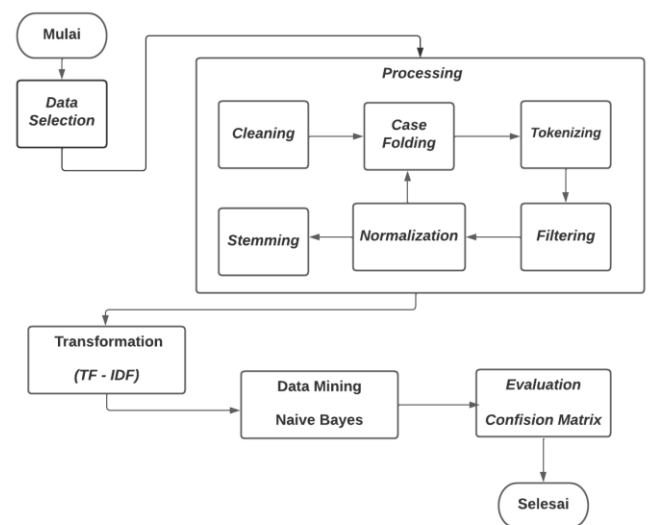 Mulai
Data
Selection
Processing
Cleaning
Case
Folding
Tokenizing
Stemming
Normalization
Filtering
Transformation
(TF - IDF)
Data Mining
Naive Bayes
Evaluation
Confision Matrix
Selesai